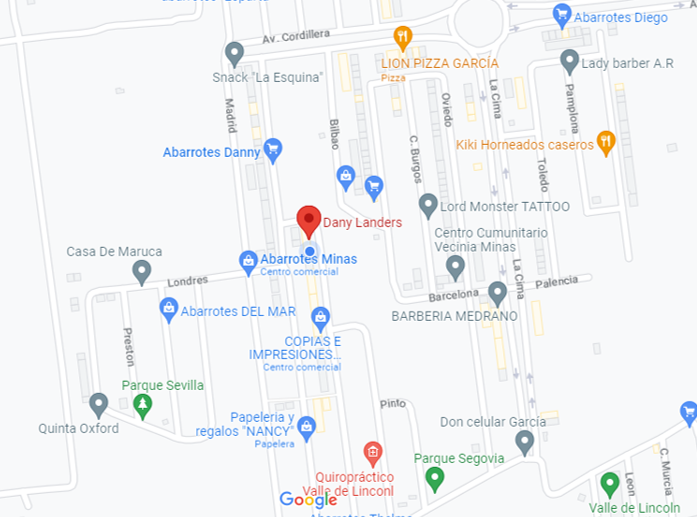 Abarrotes Diego
Av. Cordillera
LION PIZZA GARCÍA
Pizza
Snack "La Esquina"
Lady barber A.R
Madrid
Bilbao
Oviedo
La Cima
Pamplona
C. Burgos
Kiki Horneados caseros
Abarrotes Danny
Toledo
Lord Monster TATTOO
Dany Landers
Centro Cumunitario
Vecinia Minas
Casa De Maruca
Abarrotes Minas
Centro comercial
La Cima
Londres
Palencia
Barcelona
Abarrotes DEL MAR
BARBERIA MEDRANO
Preston
COPIAS E
IMPRESIONES...
Centro comercial
Parque Sevilla
Pinto
Quinta Oxford
Papeleria y
regalos "NANCY"
Papelera
Don celular García
Quiropráctico
Valle de Linconl
Parque Segovia
C. Murcia
Leon
Google
Valle de Lincoln